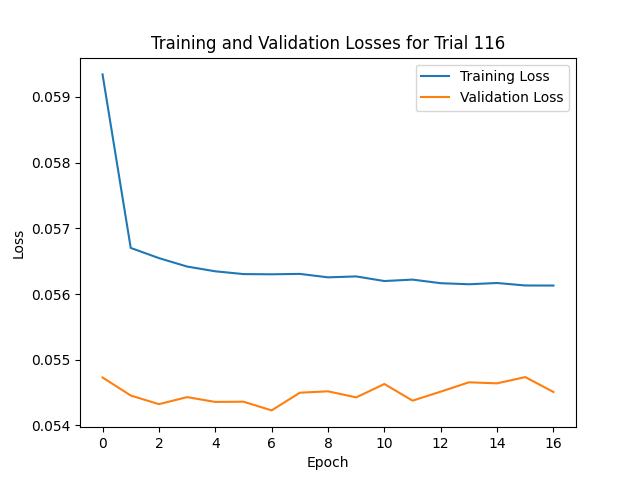 Training and Validation Losses for Trial 116
Training Loss
Validation Loss
0.059
0.058
0.057
0.056
0.055
0.054
Loss
0 2 4 6 8 10 12 14 16
Epoch